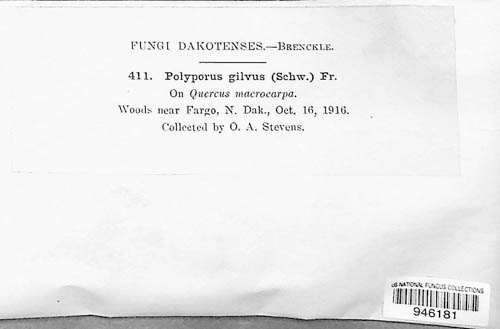 FUNGI DAKOTENSES.—BRENCKLE.
411. Polyporus gilvus (Schw.) Fr.
On Quercus macrocarpa.
Woods near Fargo, N. Dak., Oct. 16, 1916.
Collected by O. A. Stevens.
US NATIONAL FUNGUS COLLECTIONS
946181